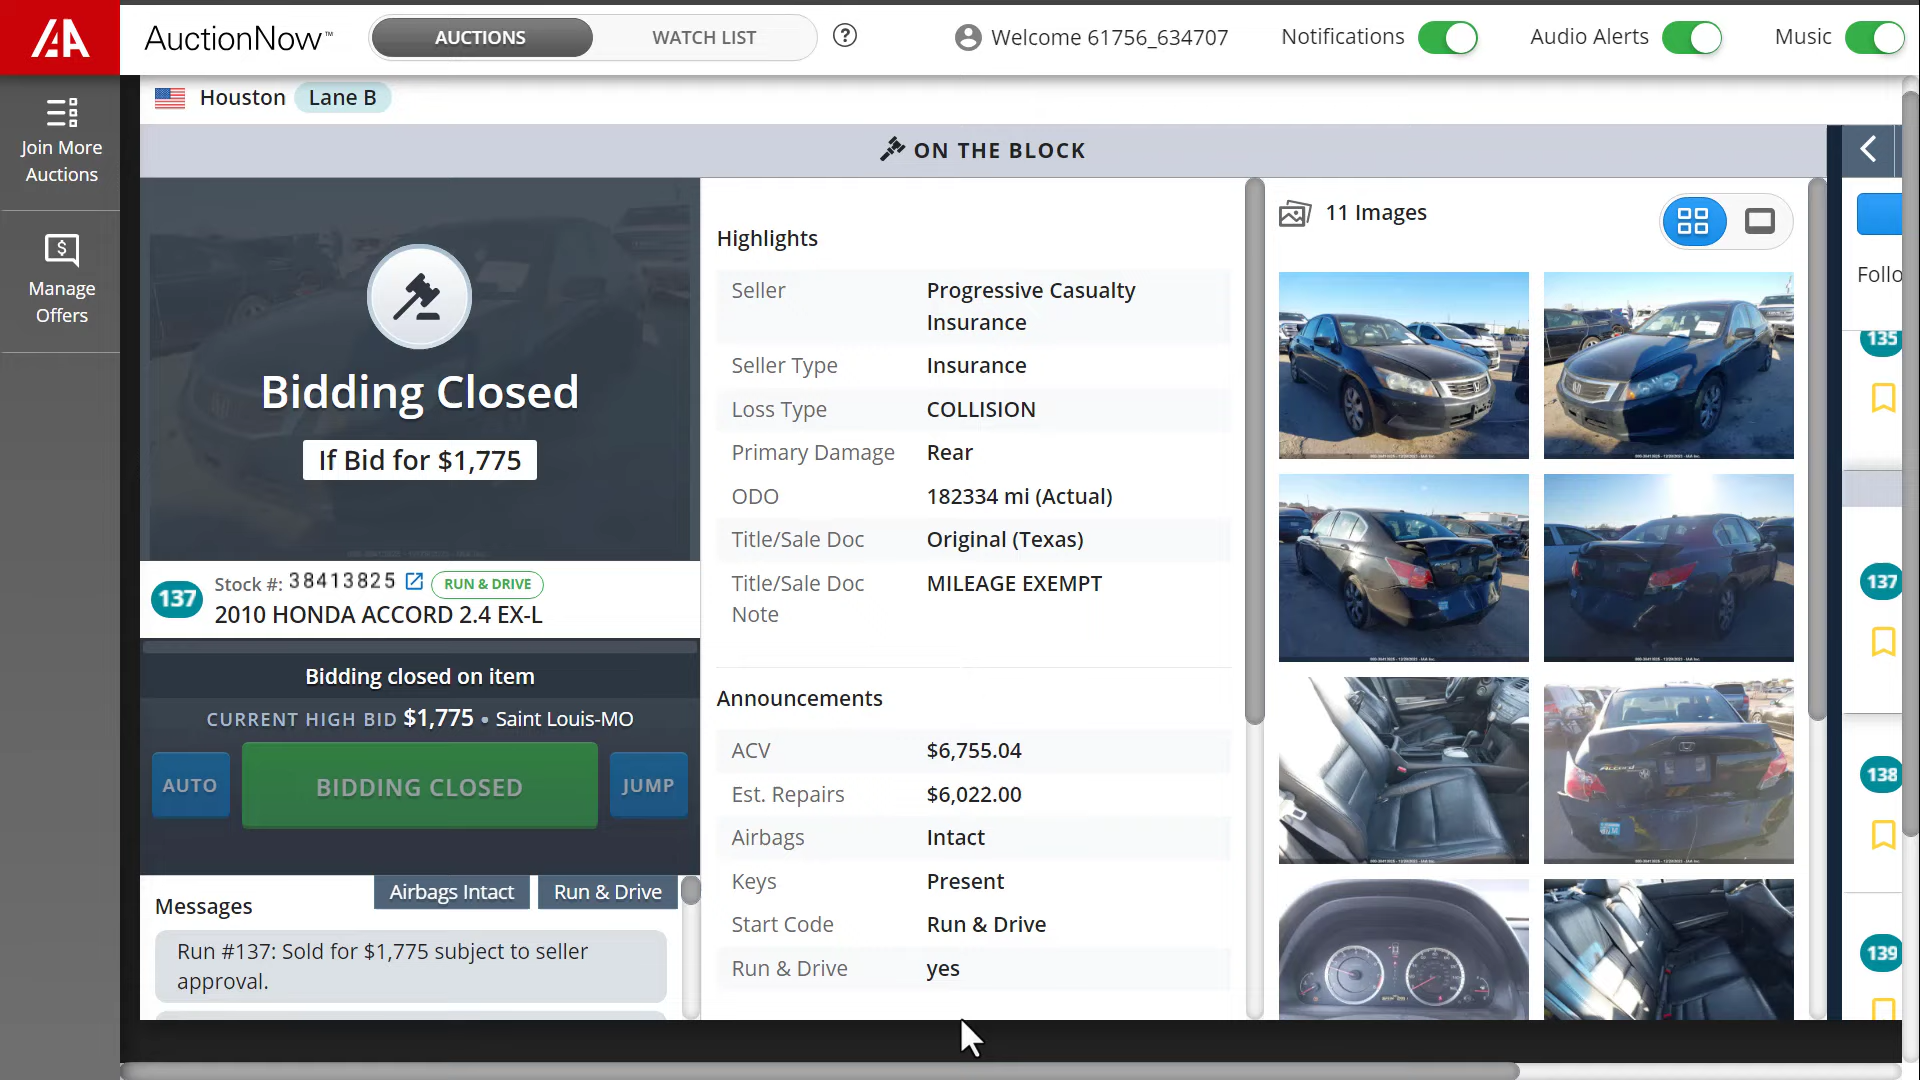 IAA
AuctionNow™
AUCTIONS
WATCH LIST
?
Welcome 61756_634707
Notifications
Audio Alerts
Music
Join More
Auctions
Manage
Offers
Houston
Lane B
ON THE BLOCK
Bidding Closed
If Bid for $1,775
137
Stock #: 38413825
RUN & DRIVE
2010 HONDA ACCORD 2.4 EX-L
Bidding closed on item
CURRENT HIGH BID $1,775 • Saint Louis-MO
AUTO
BIDDING CLOSED
JUMP
Messages
Airbags Intact
Run & Drive
Run #137: Sold for $1,775 subject to seller
approval.
Highlights
Seller
Progressive Casualty
Insurance
Seller Type
Insurance
Loss Type
COLLISION
Primary Damage
Rear
ODO
182334 mi (Actual)
Title/Sale Doc
Original (Texas)
Title/Sale Doc
Note
MILEAGE EXEMPT
Announcements
ACV
$6,755.04
Est. Repairs
$6,022.00
Airbags
Intact
Keys
Present
Start Code
Run & Drive
Run & Drive
yes
11 Images
Follo
135
137
138
139